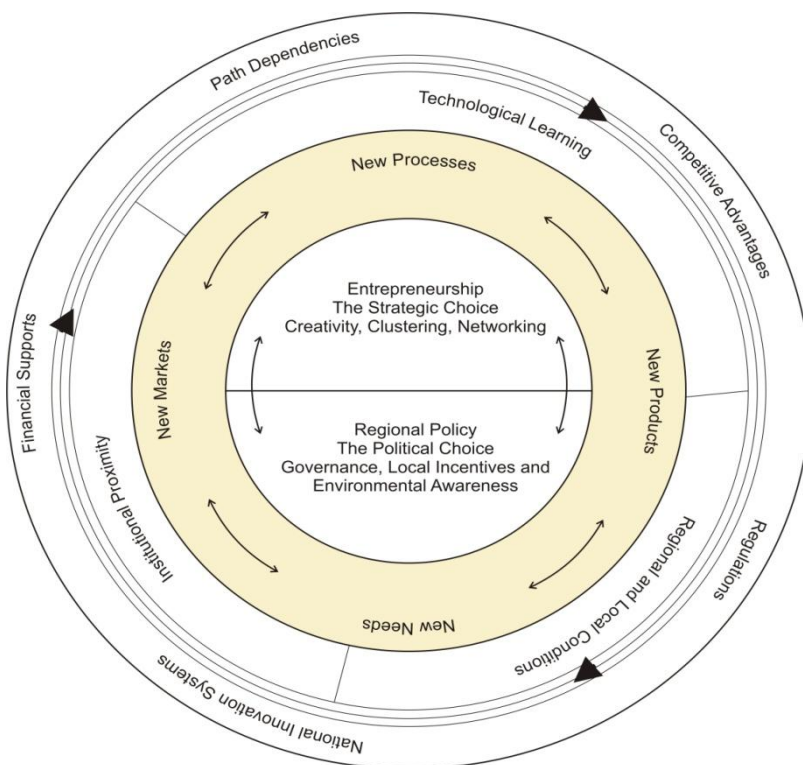 Path Dependencies
Technological Learning
Competitive Advantages
New Processes
Entrepreneurship
The Strategic Choice
Creativity, Clustering, Networking
Financial Supports
New Markets
New Products
Regional Policy
The Political Choice
Governance, Local Incentives and
Environmental Awareness
Institutional Proximity
Regional and Local Conditions
Regulations
New Needs
National Innovation Systems